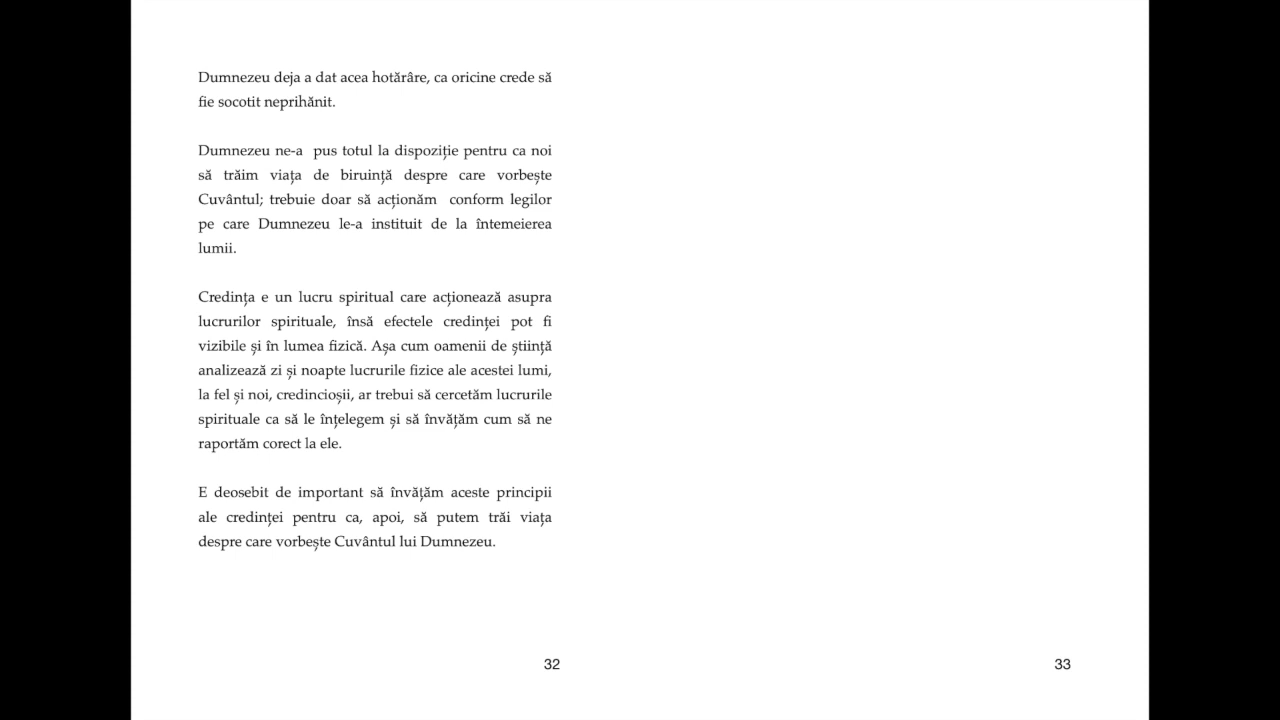 Dumnezeu deja a dat acea hotărâre, ca oricine crede să
fie socotit neprihănit.
Dumnezeu ne-a  pus totul la dispoziție pentru ca noi
să trăim viața de biruință despre care vorbește
Cuvântul; trebuie doar să acționăm  conform legilor
pe care Dumnezeu le-a instituit de la întemeierea
lumii.
Credința e un lucru spiritual care acționează asupra
lucrurilor spirituale, însă efectele credinței pot fi
vizibile și în lumea fizică. Așa cum oamenii de știință
analizează zi și noapte lucrurile fizice ale acestei lumi,
la fel și noi, credincioșii, ar trebui să cercetăm lucrurile
spirituale ca să le înțelegem și să învățăm cum să ne
raportăm corect la ele.
E deosebit de important să învățăm aceste principii
ale credinței pentru ca, apoi, să putem trăi viața
despre care vorbește Cuvântul lui Dumnezeu.
32
33